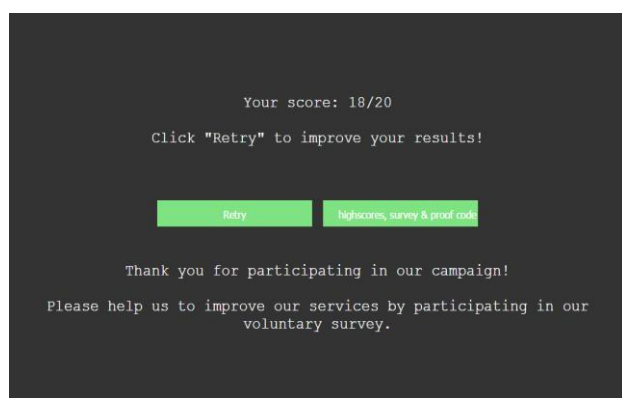 Your score: 18/20
Click "Retry" to improve your results!
Retry
highscores, survey & proof code
Thank you for participating in our campaign!
Please help us to improve our services by participating in our
voluntary survey.